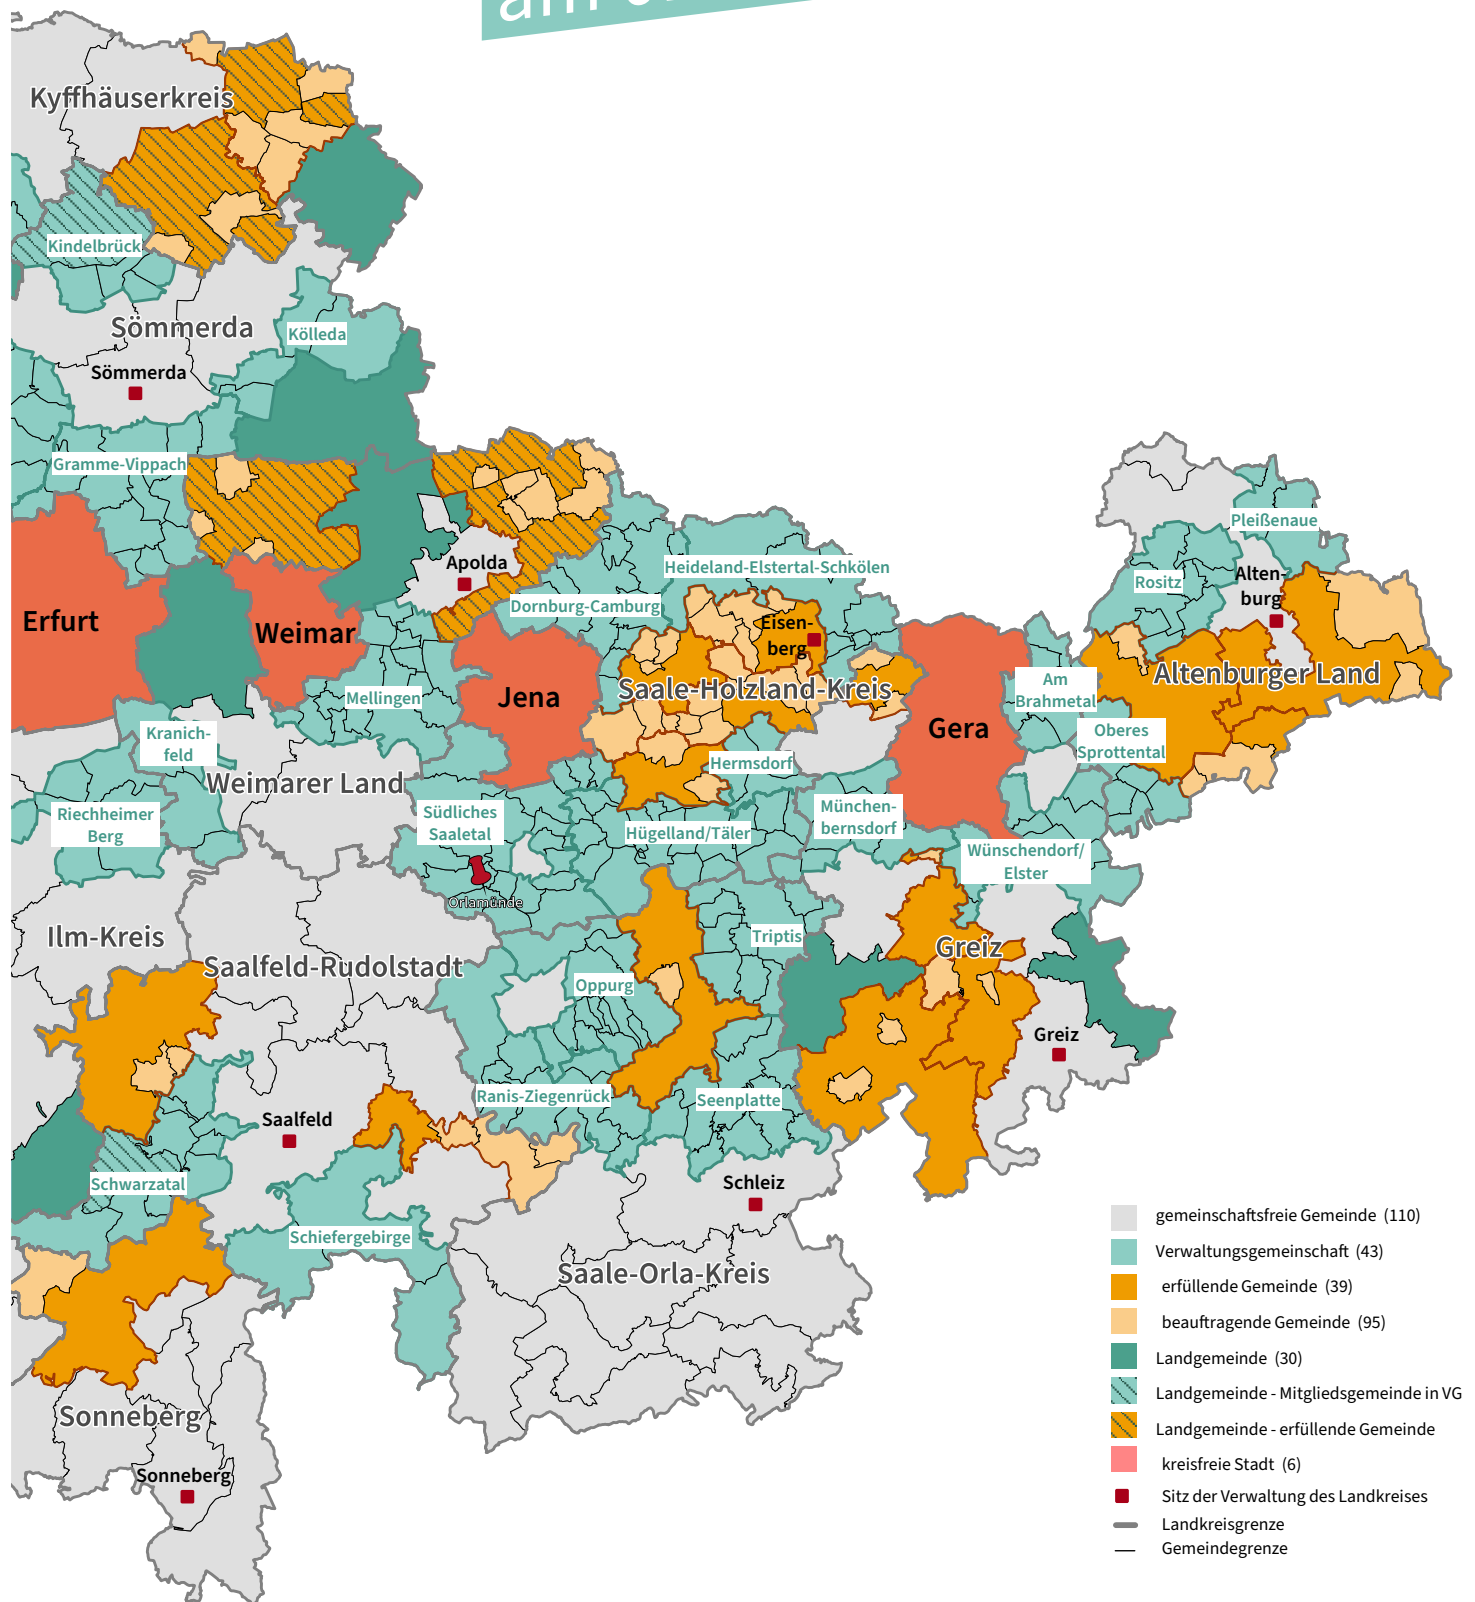 am
Kyffhäuserkreis
Kindelbrück
Sömmerda
Kölleda
Sömmerda
Gramme-Vippach
Pleißenaue
Apolda
Heideland-Elstertal-Schkölen
Rositz
Alten-
burg
Dornburg-Camburg
Erfurt
Weimar
Eisen-
berg
Altenburger Land
Saale-Holzland-Kreis
Am
Brahmetal
Mellingen
Jena
Gera
Oberes
Sprottental
Kranich-
feld
Hermsdorf
Weimarer Land
Riechheimer
Berg
Südliches
Saaletal
München-
bernsdorf
Hügelland/Täler
Wünschendorf/
Elster
Orlamünde
Ilm-Kreis
Triptis
Greiz
Saalfeld-Rudolstadt
Oppurg
Greiz
Ranis-Ziegenrück
Seenplatte
Saalfeld
Schwarzatal
Schleiz
Schiefergebirge
Saale-Orla-Kreis
Sonneberg
Sonneberg
gemeinschaftsfreie Gemeinde (110)
Verwaltungsgemeinschaft (43)
erfüllende Gemeinde (39)
beauftragende Gemeinde (95)
Landgemeinde (30)
Landgemeinde - Mitgliedsgemeinde in VG
Landgemeinde - erfüllende Gemeinde
kreisfreie Stadt (6)
Sitz der Verwaltung des Landkreises
Landkreisgrenze
Gemeindegrenze